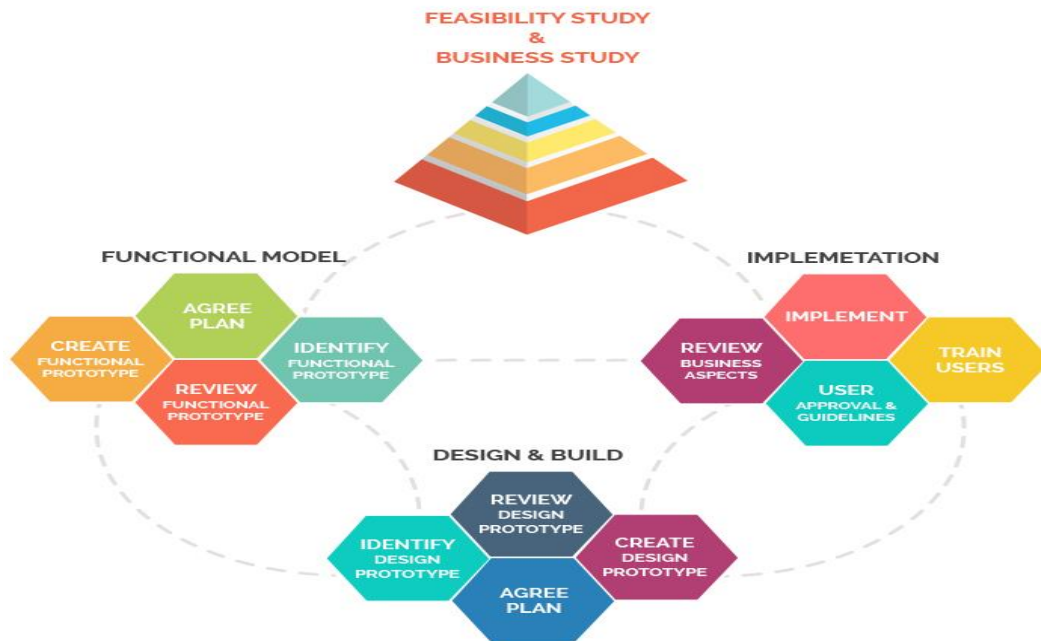 FEASIBILITY STUDY
&
BUSINESS STUDY
FUNCTIONAL MODEL
AGREE
PLAN
CREATE
FUNCTIONAL
PROTOTYPE
IDENTIFY
FUNCTIONAL
PROTOTYPE
REVIEW
FUNCTIONAL
PROTOTYPE
IMPLEMETATION
IMPLEMENT
REVIEW
BUSINESS
ASPECTS
TRAIN
USERS
USER
APPROVAL &
GUIDELINES
DESIGN & BUILD
REVIEW
DESIGN
PROTOTYPE
IDENTIFY
DESIGN
PROTOTYPE
CREATE
DESIGN
PROTOTYPE
AGREE
PLAN